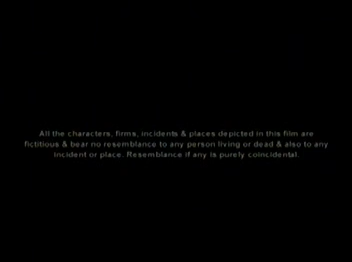 All the characters, firms, incidents & places depicted in this film are
fictitious & bear no resemblance to any person living or dead & also to any
incident or place. Resemblance if any is purely coincidental.